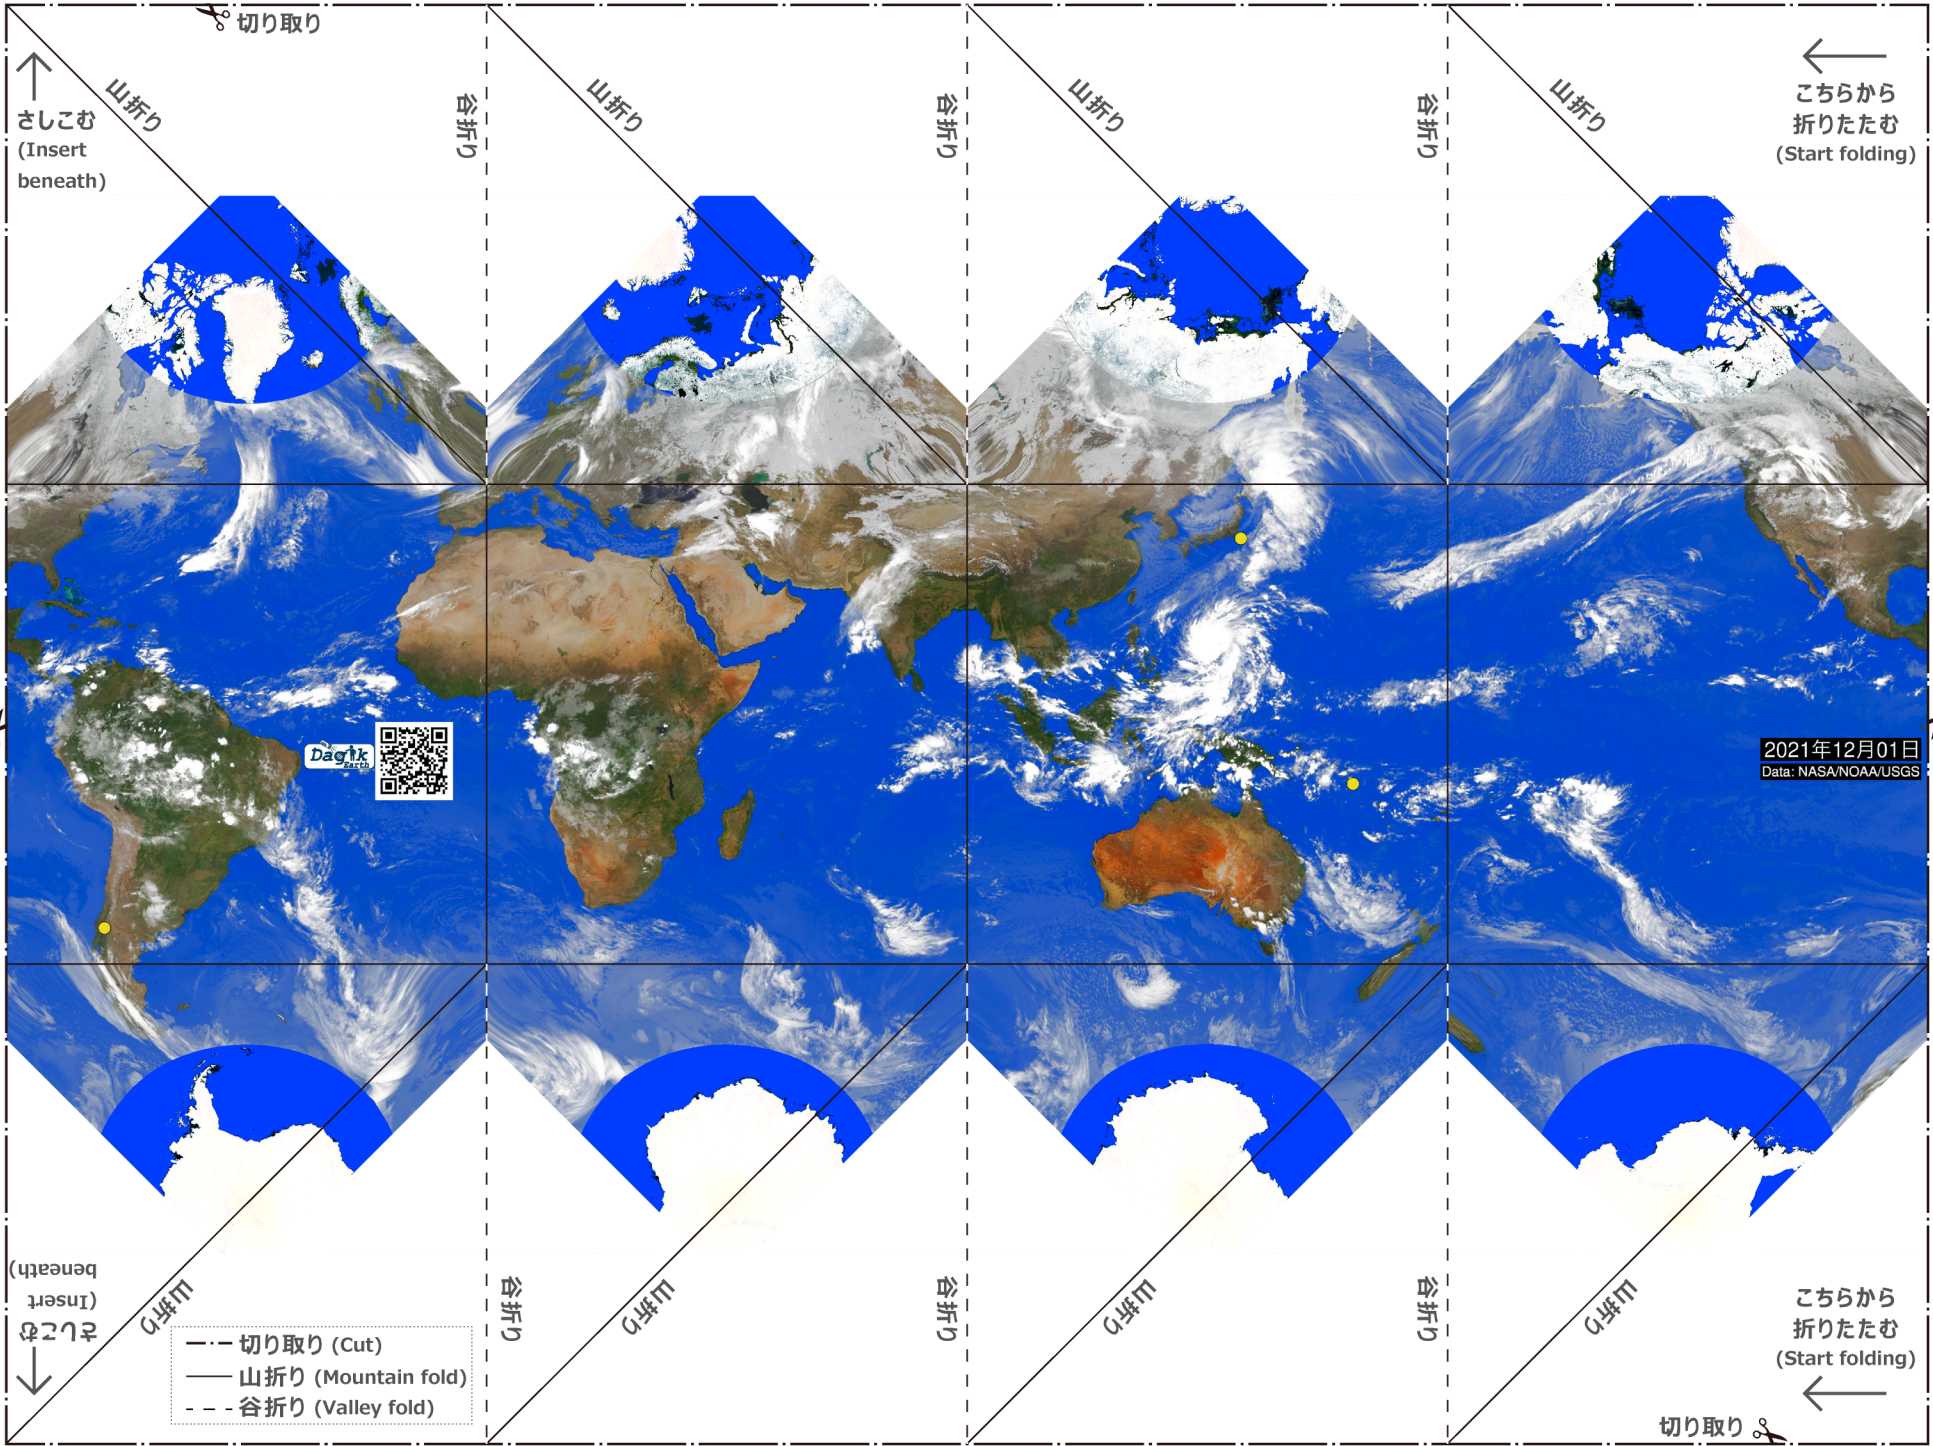 切り取り
山折り
谷折り
山折り
谷折り
山折り
谷折り
山折り
さしこむ
(Insert
beneath)
こちらから
折りたたむ
(Start folding)
Dagik
Earth
2021年12月01日
Data: NASA/NOAA/USGS
さしこむ
(Insert
beneath)
山折り
谷折り
山折り
谷折り
山折り
谷折り
山折り
切り取り (Cut)
山折り (Mountain fold)
谷折り (Valley fold)
こちらから
折りたたむ
(Start folding)
切り取り